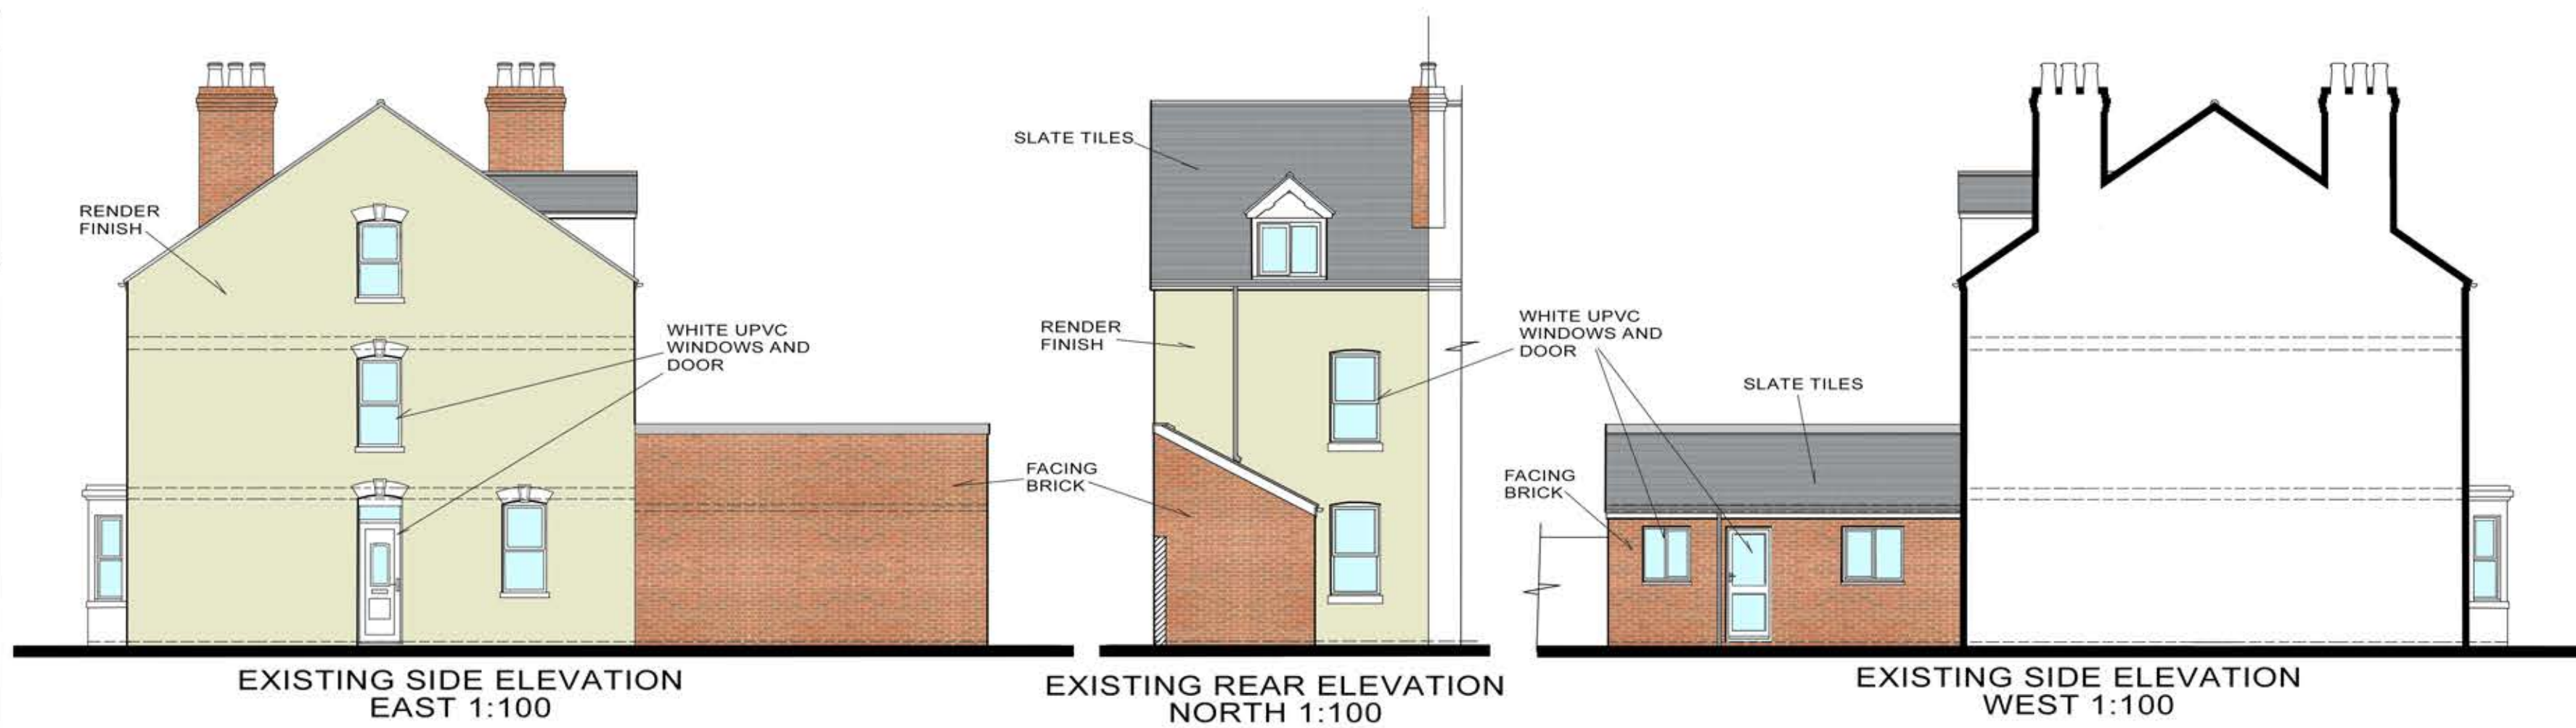 RENDER
FINISH
WHITE UPVC
WINDOWS AND
DOOR
EXISTING SIDE ELEVATION
EAST 1:100
SLATE TILES
RENDER
FINISH
FACING
BRICK
EXISTING REAR ELEVATION
NORTH 1:100
WHITE UPVC
WINDOWS AND
DOOR
SLATE TILES
FACING
BRICK
EXISTING SIDE ELEVATION
WEST 1:100